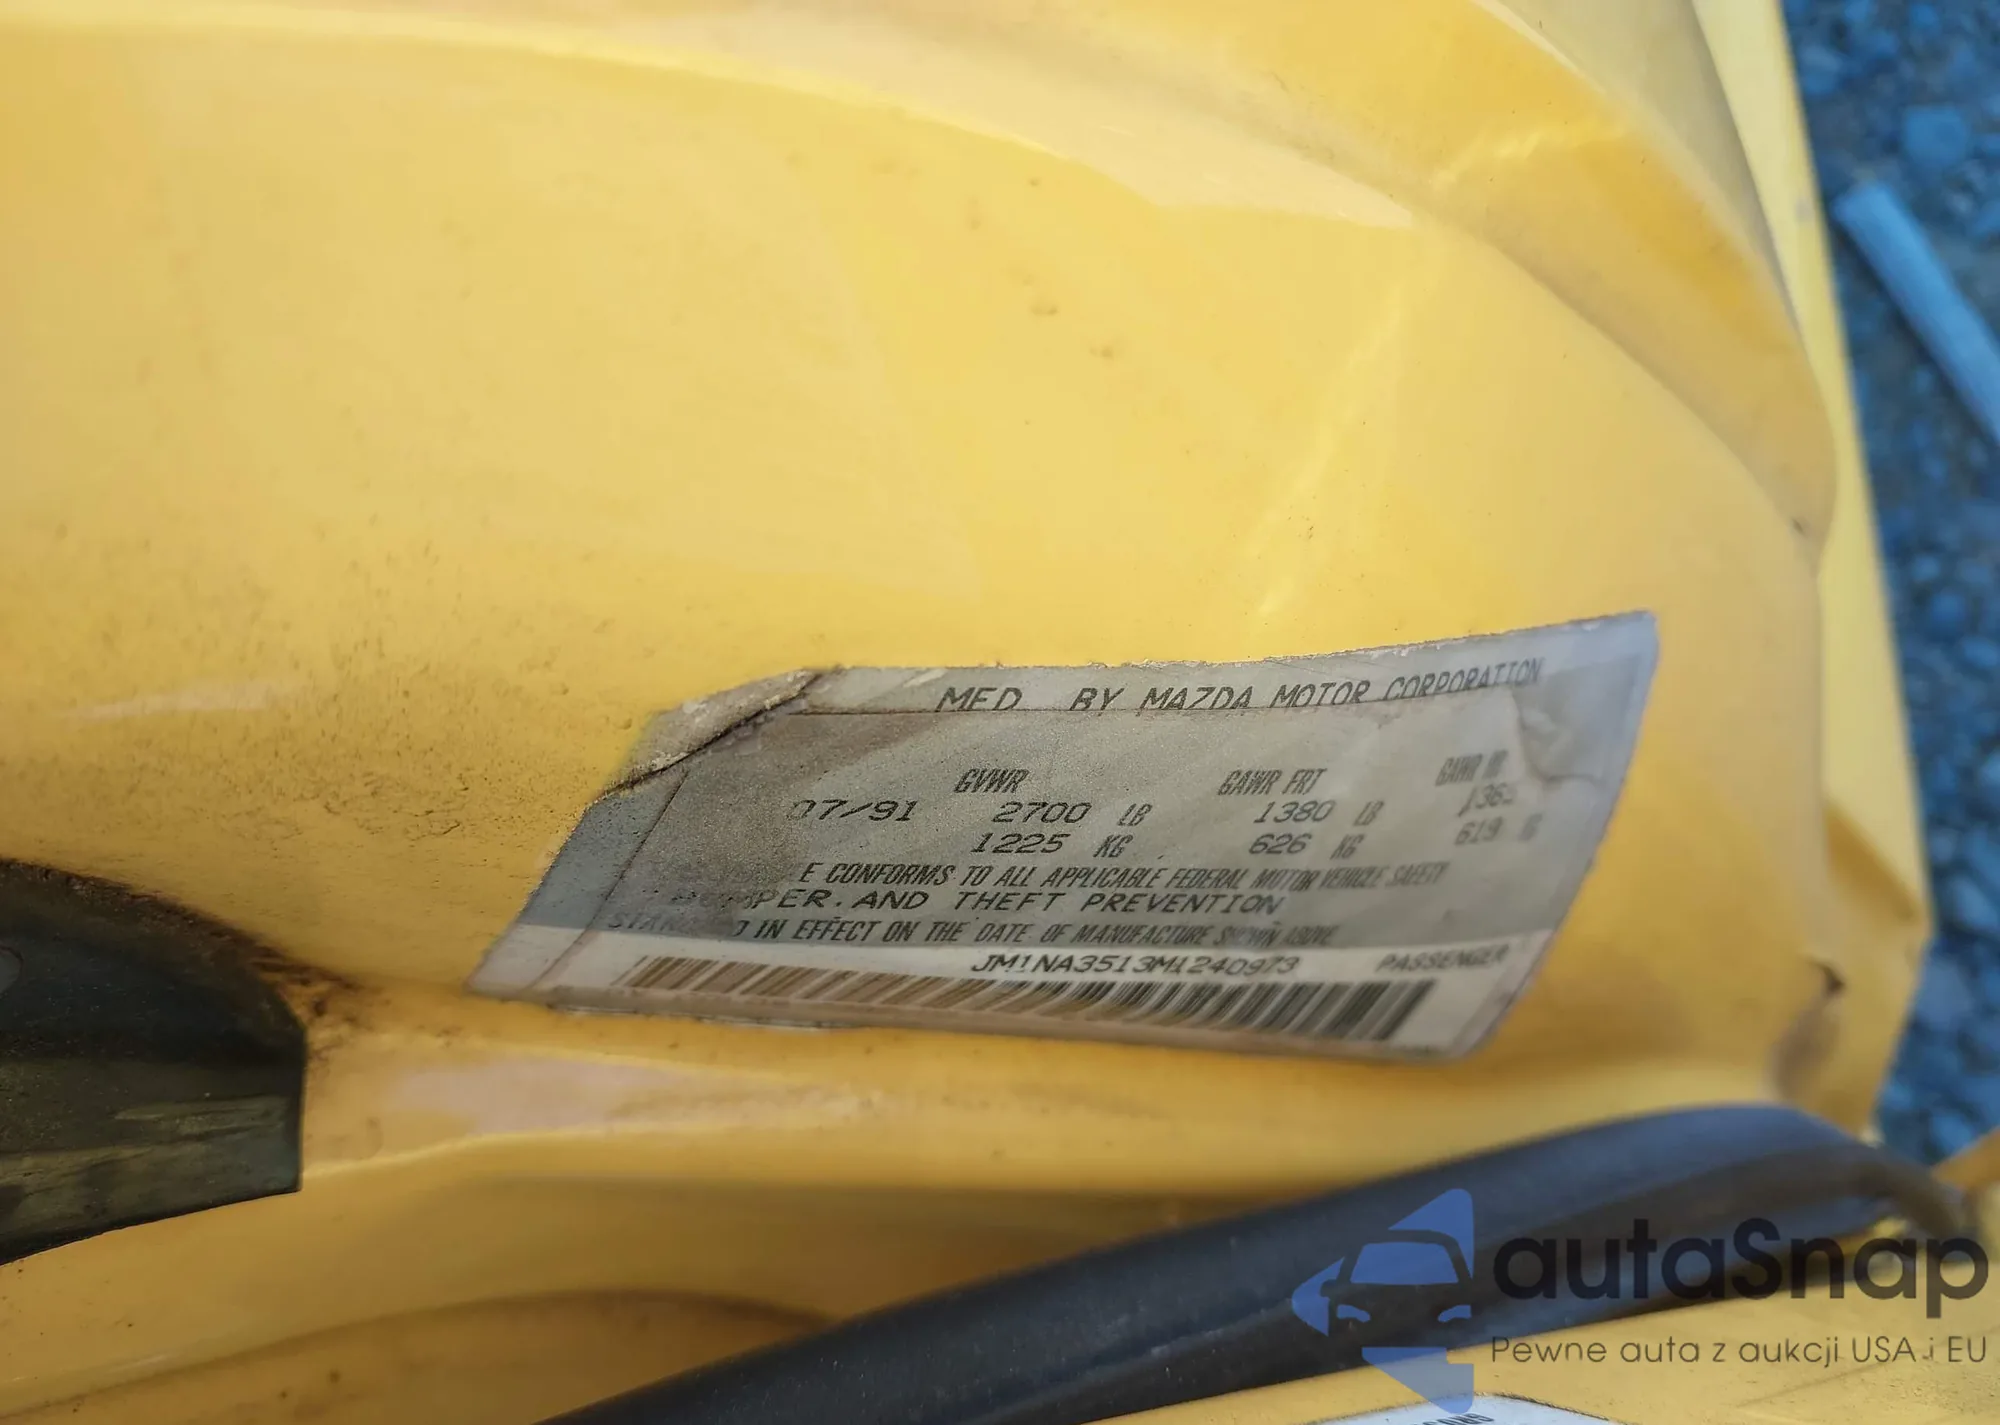 MFD BY MAZDA MOTOR CORPORATION
GVWR GAWR FRT GAWR RR
07/91 2700 LB 1380 LB
1225 KG 626 KG 619 KG
E CONFORMS TO ALL APPLICABLE FEDERAL MOTOR VEHICLE SAFETY
BUMPER. AND THEFT PREVENTION
IN EFFECT ON THE DATE OF MANUFACTURE SHOWN ABOVE
JM1NA3513M1240973 PASSENGER
autaSnap
Pewne auta z aukcji USA i EU